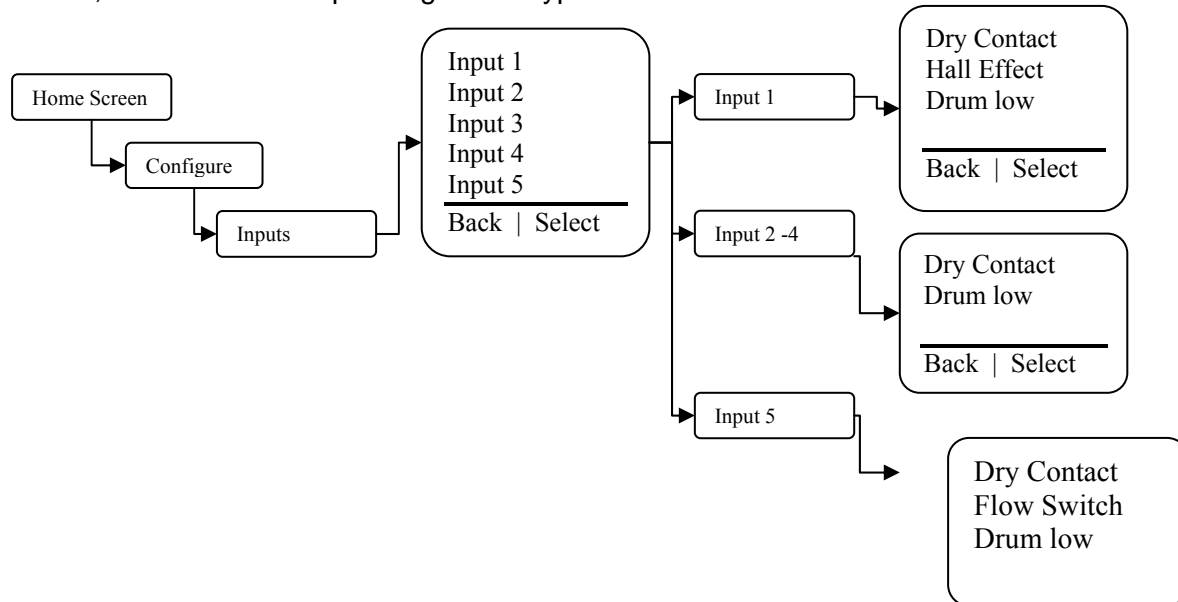 Home Screen
Configure
Inputs
Input 1
Input 2
Input 3
Input 4
Input 5
Back | Select
Input 1
Dry Contact
Hall Effect
Drum low
Back | Select
Input 2 -4
Dry Contact
Drum low
Back | Select
Input 5
Dry Contact
Flow Switch
Drum low